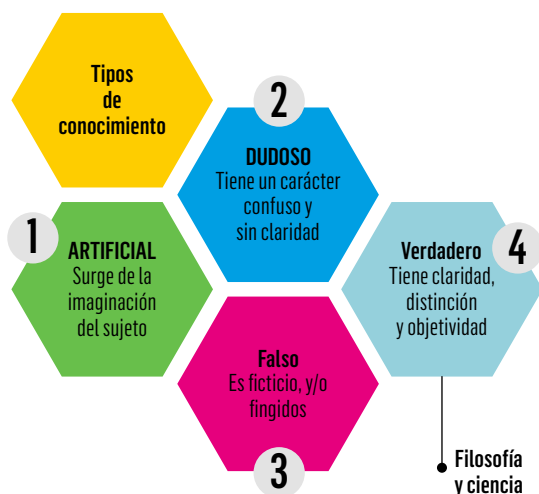 Tipos
de
conocimiento
1
ARTIFICIAL
Surge de la
imaginación
del sujeto
2
DUDOSO
Tiene un carácter
confuso y
sin claridad
Falso
Es ficticio, y/o
fingidos
3
4
Verdadero
Tiene claridad,
distinción
y objetividad
Filosofía
y ciencia